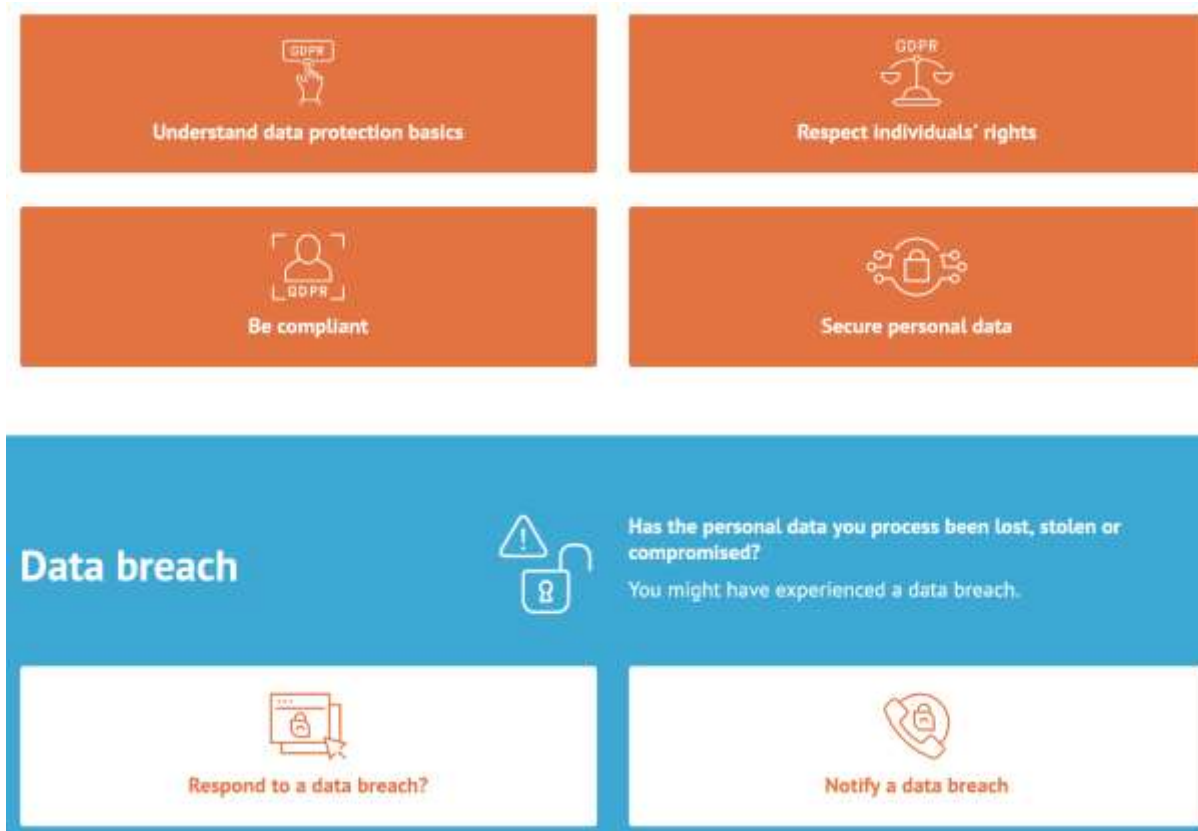 GDPR
Understand data protection basics
GDPR
Respect individuals' rights
GDPR
Be compliant
Secure personal data
Data breach
Has the personal data you process been lost, stolen or
compromised?
You might have experienced a data breach.
Respond to a data breach?
Notify a data breach